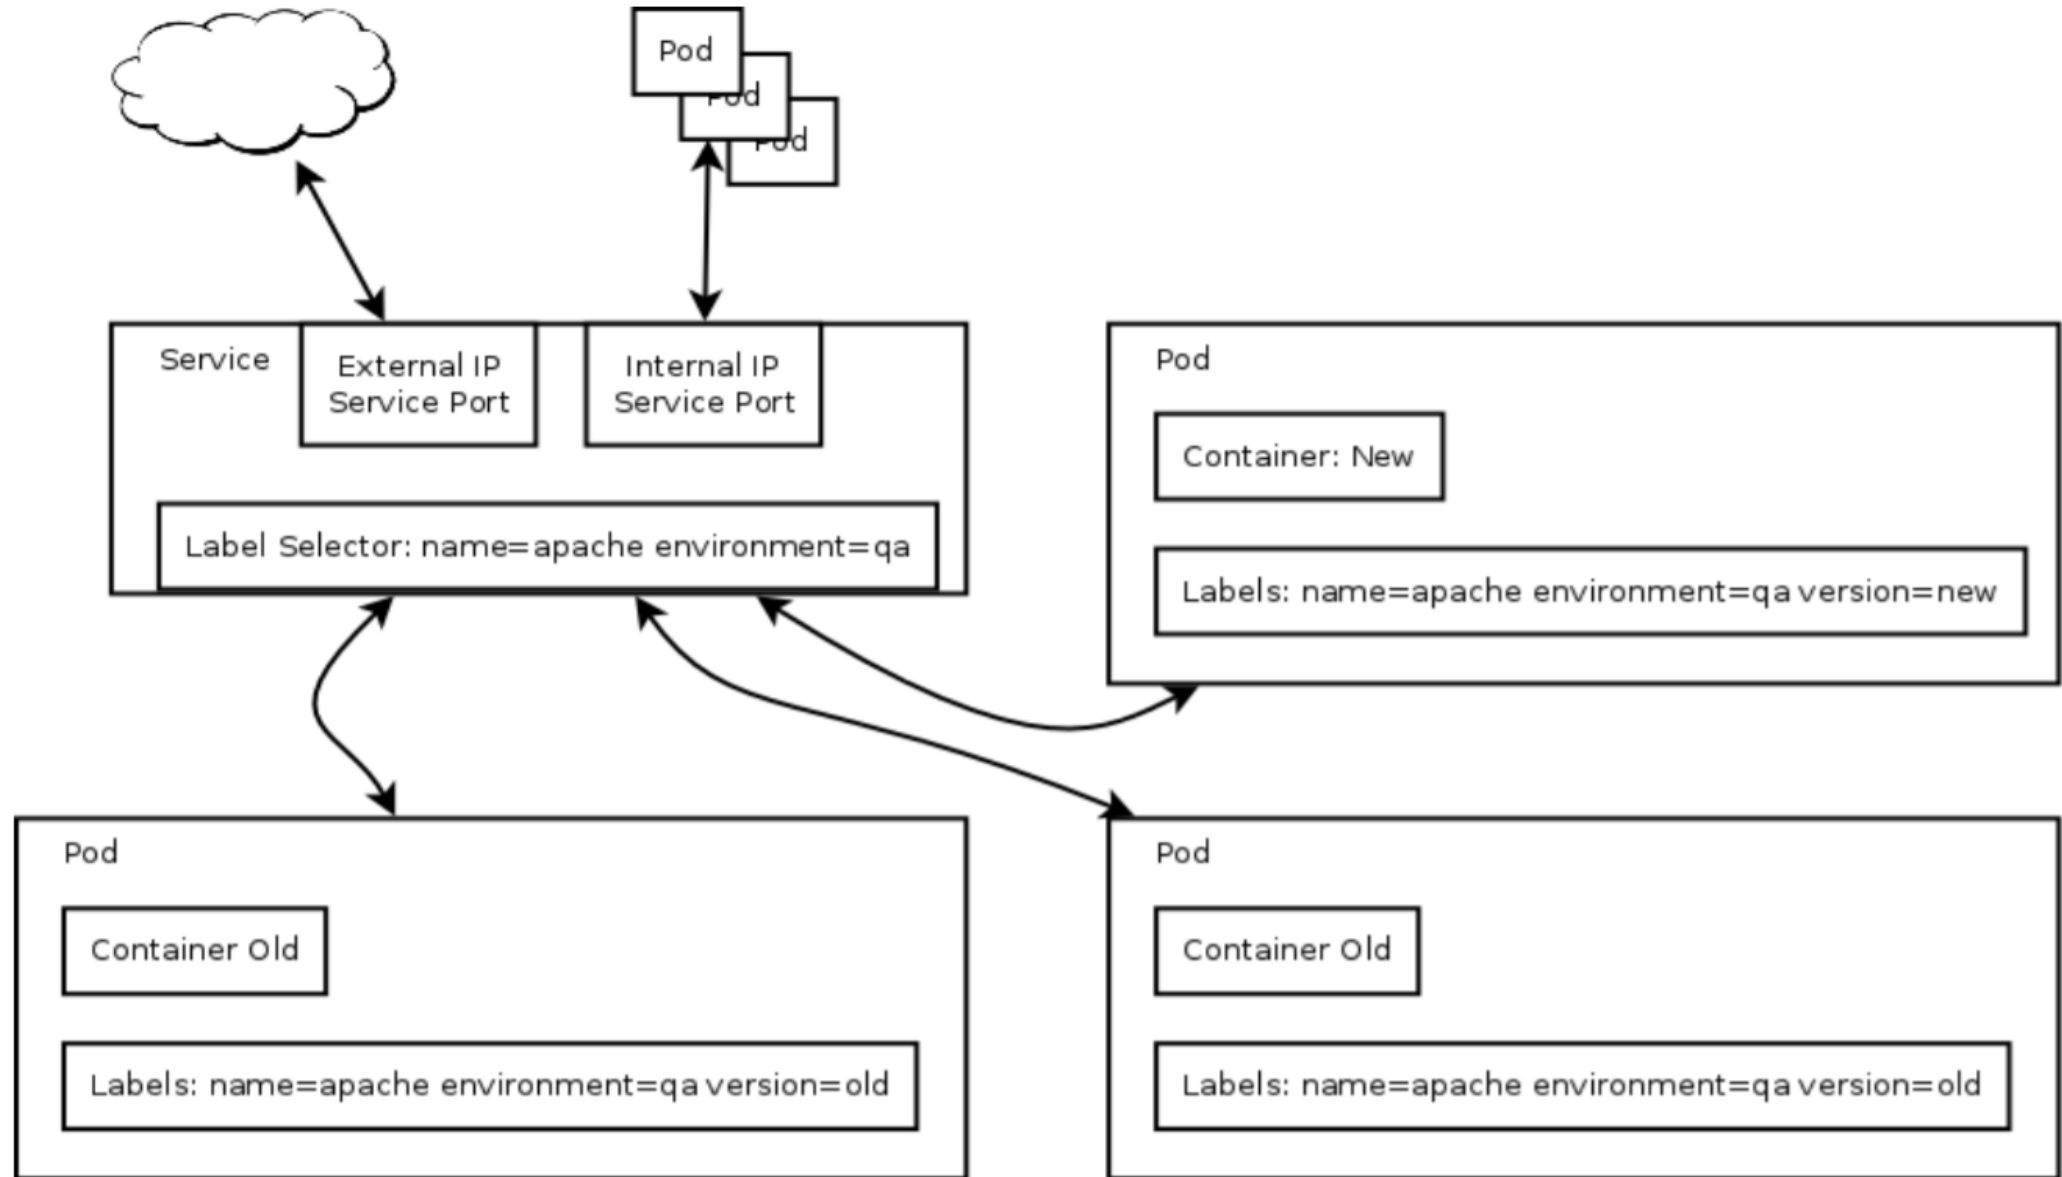 Pod
Pod
Pod
Service
External IP
Service Port
Internal IP
Service Port
Label Selector: name=apache environment=qa
Pod
Container: New
Labels: name=apache environment=qa version=new
Pod
Container Old
Labels: name=apache environment=qa version=old
Pod
Container Old
Labels: name=apache environment=qa version=old